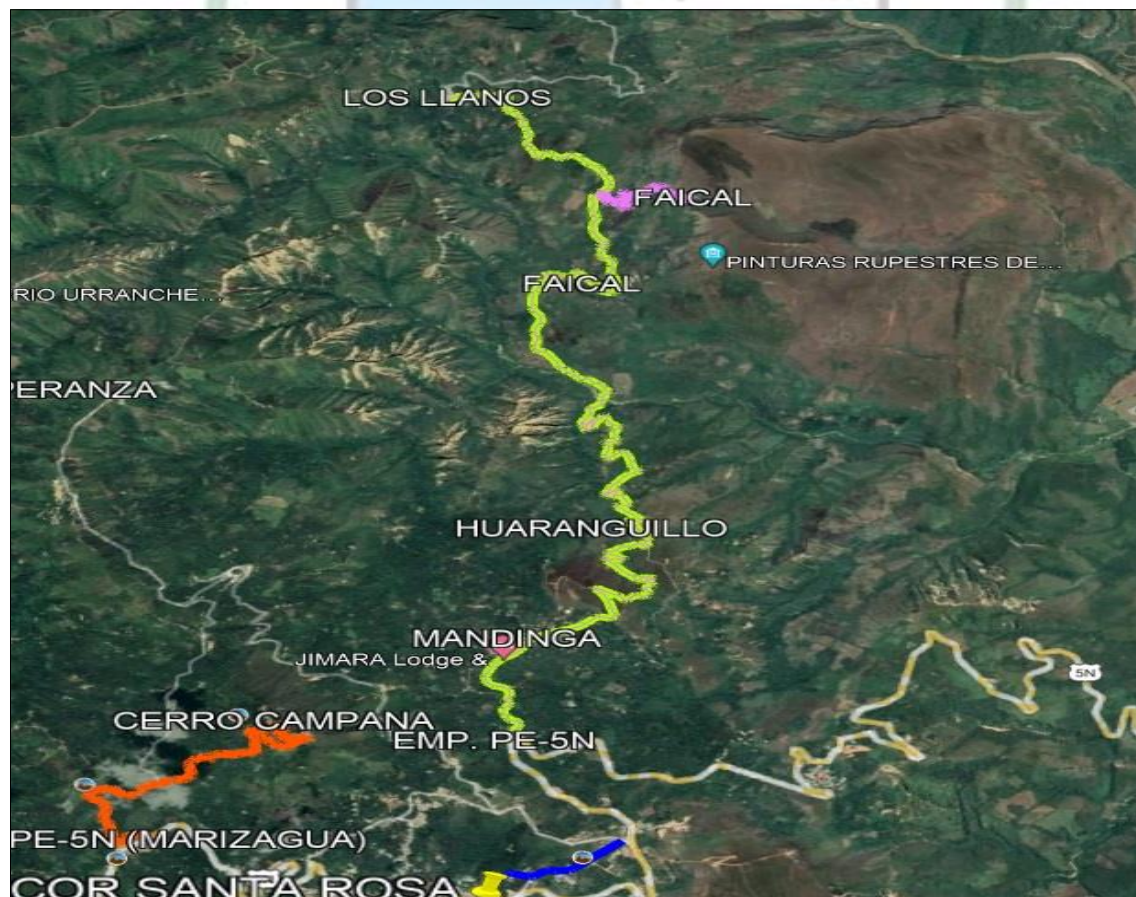 LOS LLANOS
FAICAL
PINTURAS RUPESTRES DE...
FAICAL
RIO URRANCHE...
PERANZA
HUARANGUILLO
MANDINGA
JIMARA Lodge &
5N
CERRO CAMPANA
EMP. PE-5N
PE-5N (MARIZAGUA)
COR SANTA ROSA